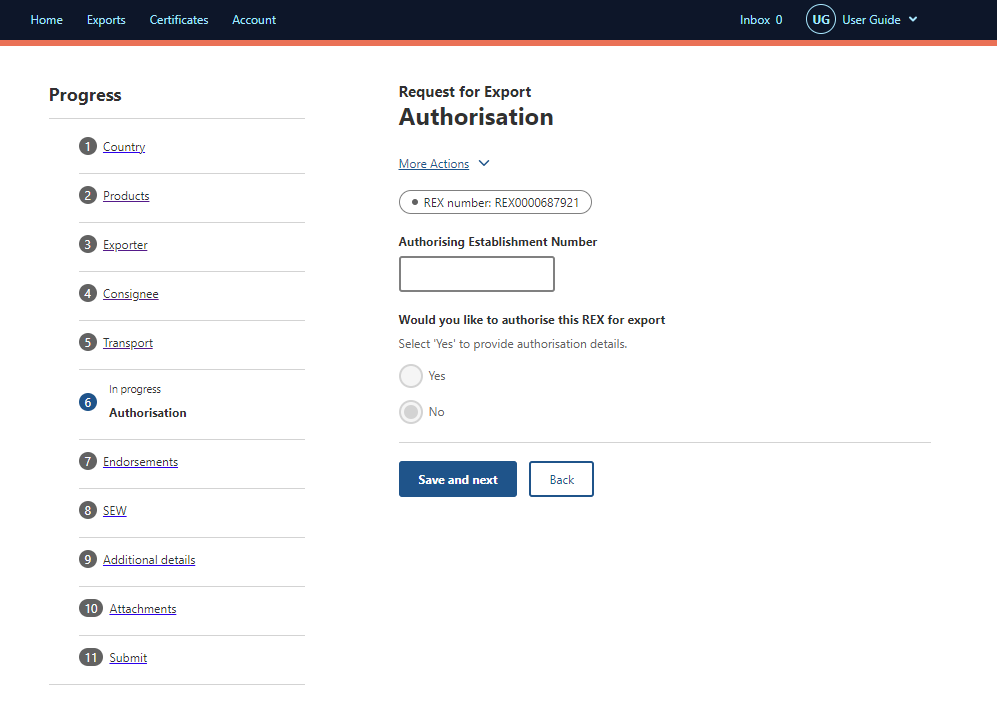 Home Exports Certificates Account Inbox 0 UG User Guide
Progress
1 Country
2 Products
3 Exporter
4 Consignee
5 Transport
In progress
6 Authorisation
7 Endorsements
8 SEW
9 Additional details
10 Attachments
11 Submit
Request for Export
Authorisation
More Actions
REX number: REX0000687921
Authorising Establishment Number
Would you like to authorise this REX for export
Select 'Yes' to provide authorisation details.
Yes
No
Save and next Back